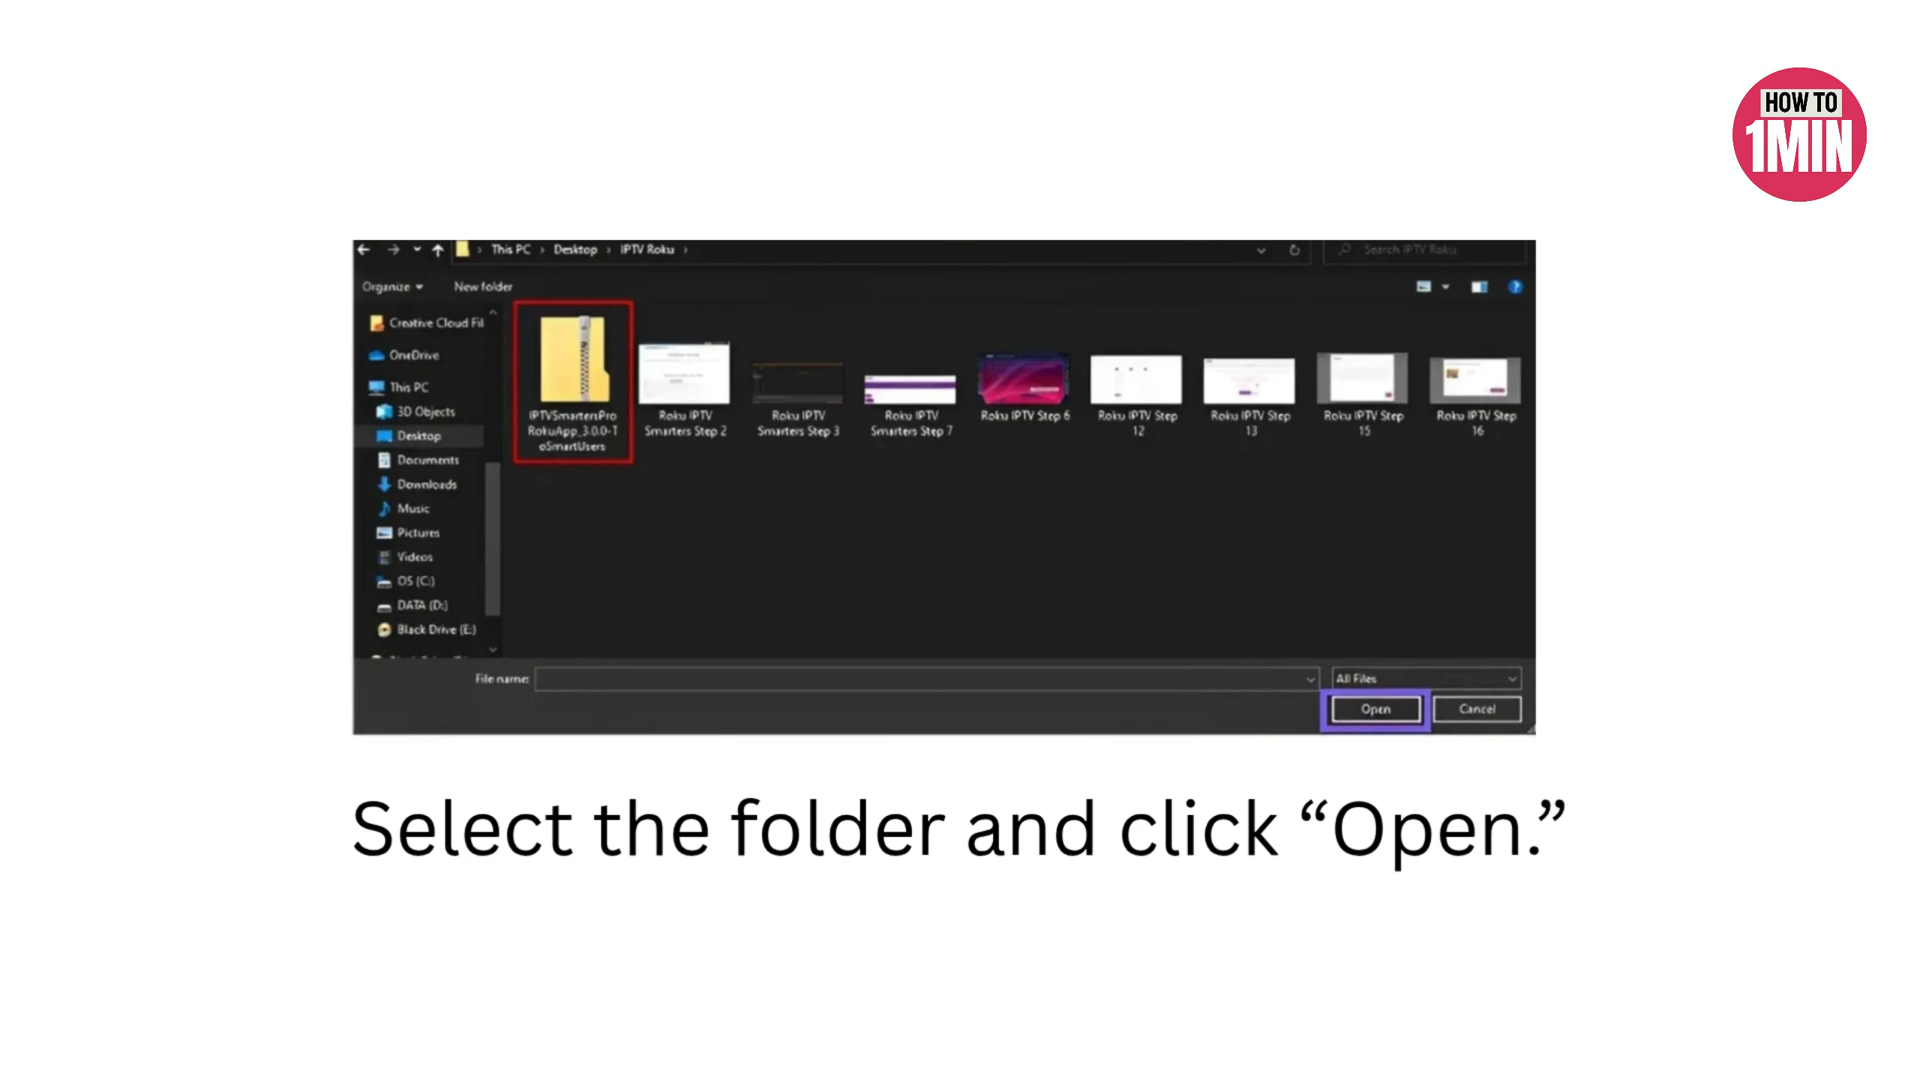 HOW TO
1MIN
This PC > Desktop > IPTV Roku >
Search IPTV Roku
Organize
New folder
Creative Cloud Fil
OneDrive
This PC
3D Objects
Desktop
Documents
Downloads
Music
Pictures
Videos
OS (C:)
DATA (D:)
Black Drive (E:)
IPTVSmartersPro
RokuApp_3.0.0-T
oSmartUsers
Roku IPTV
Smarters Step 2
Roku IPTV
Smarters Step 3
Roku IPTV
Smarters Step 7
Roku IPTV Step 6
Roku IPTV Step
12
Roku IPTV Step
13
Roku IPTV Step
15
Roku IPTV Step
16
File name:
All Files
Open
Cancel
Select the folder and click “Open.”